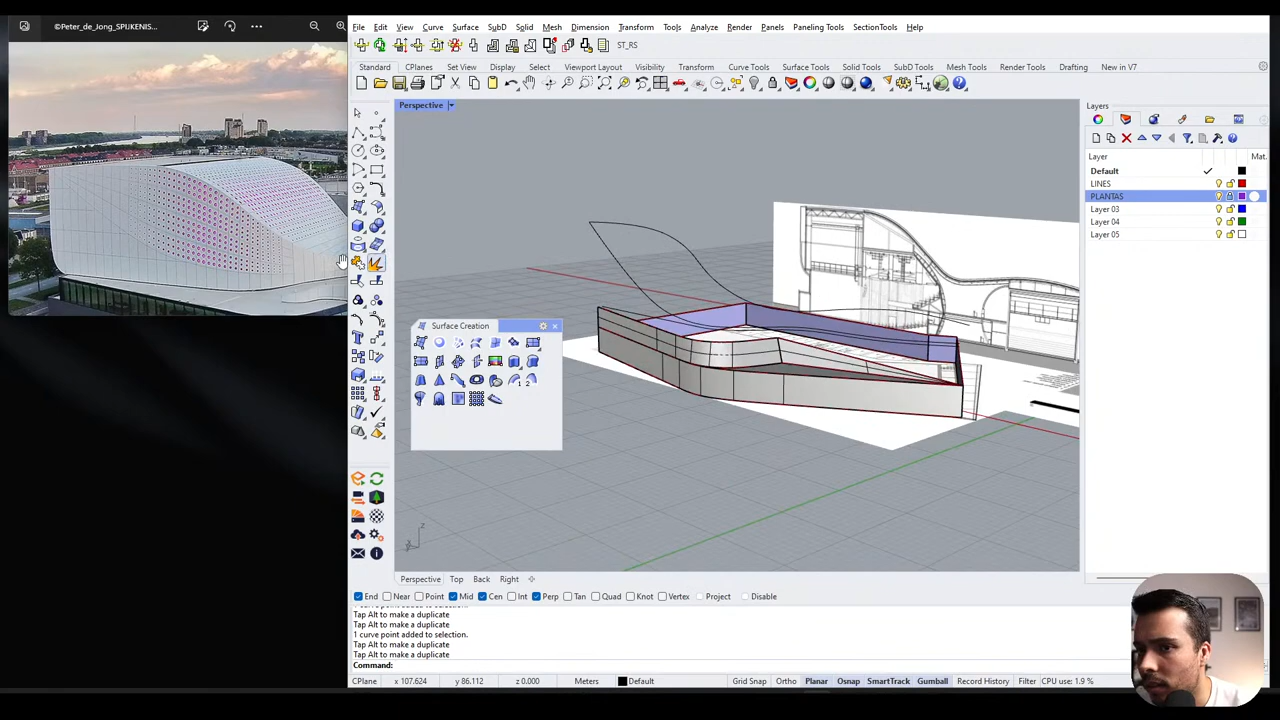 ©Peter_de_Jong_SPIJKENIS...
File Edit View Curve Surface SubD Solid Mesh Dimension Transform Tools Analyze Render Panels Paneling Tools SectionTools Help
ST_RS
Standard CPlanes Set View Display Select Viewport Layout Visibility Transform Curve Tools Surface Tools Solid Tools SubD Tools Mesh Tools Render Tools Drafting New in V7
Perspective
Layers
Layer Mat.
Default
LINES
PLANTAS
Layer 03
Layer 04
Layer 05
Surface Creation
Perspective Top Back Right
End Near Point Mid Cen Int Perp Tan Quad Knot Vertex Project Disable
Tap Alt to make a duplicate
Tap Alt to make a duplicate
1 curve point added to selection.
Tap Alt to make a duplicate
Tap Alt to make a duplicate
Command:
CPlane x 107.624 y 86.112 z 0.000 Meters Default Grid Snap Ortho Planar Osnap SmartTrack Gumball Record History Filter CPU use: 1.9 %